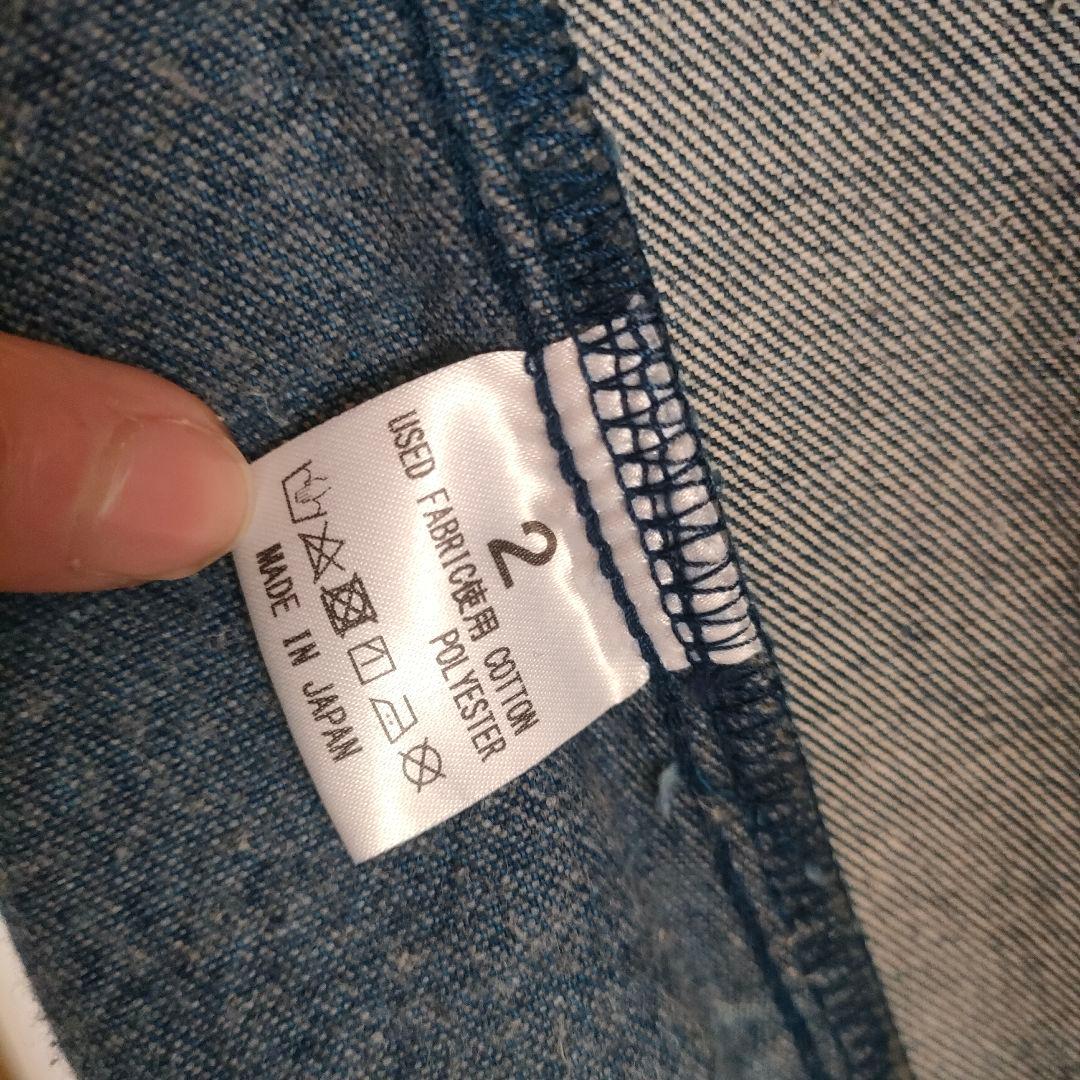 2
USED FABRIC使用 COTTON
POLYESTER
MADE IN JAPAN